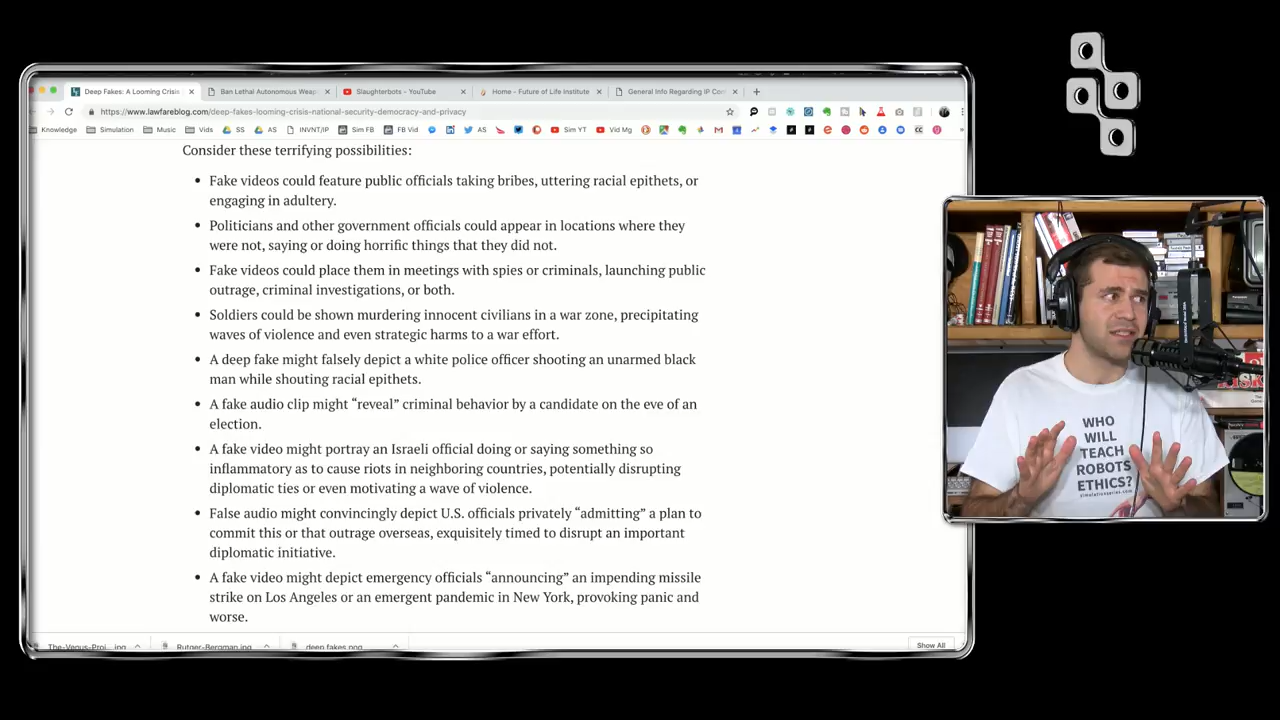 Deep Fakes: A Looming Crisis
Ban Lethal Autonomous Weap
Slaughterbots - YouTube
Home - Future of Life Institute
General Info Regarding IP Con
https://www.lawfareblog.com/deep-fakes-looming-crisis-national-security-democracy-and-privacy
Knowledge Simulation Music Vids SS AS INVNT/IP Sim FB FB Vid AS Sim YT Vid Mg
Consider these terrifying possibilities:
• Fake videos could feature public officials taking bribes, uttering racial epithets, or
engaging in adultery.
• Politicians and other government officials could appear in locations where they
were not, saying or doing horrific things that they did not.
• Fake videos could place them in meetings with spies or criminals, launching public
outrage, criminal investigations, or both.
• Soldiers could be shown murdering innocent civilians in a war zone, precipitating
waves of violence and even strategic harms to a war effort.
• A deep fake might falsely depict a white police officer shooting an unarmed black
man while shouting racial epithets.
• A fake audio clip might “reveal” criminal behavior by a candidate on the eve of an
election.
• A fake video might portray an Israeli official doing or saying something so
inflammatory as to cause riots in neighboring countries, potentially disrupting
diplomatic ties or even motivating a wave of violence.
• False audio might convincingly depict U.S. officials privately “admitting” a plan to
commit this or that outrage overseas, exquisitely timed to disrupt an important
diplomatic initiative.
• A fake video might depict emergency officials “announcing” an impending missile
strike on Los Angeles or an emergent pandemic in New York, provoking panic and
worse.
The-Venus-Proj....jpg
Rutger-Bergman.jpg
deep fakes.png
Show All
WHO
WILL
TEACH
ROBOTS
ETHICS?
simulationseries.com